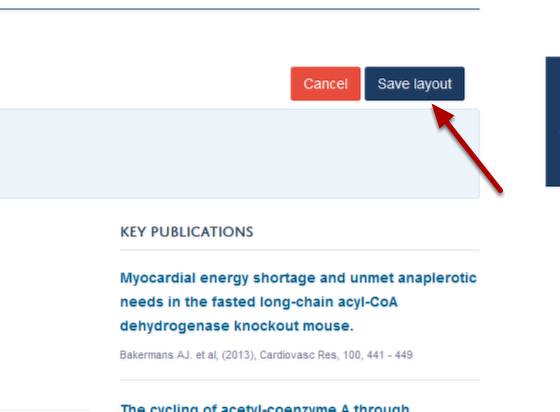 Cancel Save layout
KEY PUBLICATIONS
Myocardial energy shortage and unmet anaplerotic
needs in the fasted long-chain acyl-CoA
dehydrogenase knockout mouse.
Bakermans AJ. et al, (2013), Cardiovasc Res, 100, 441 - 449
The cycling of acetyl-coenzyme A through